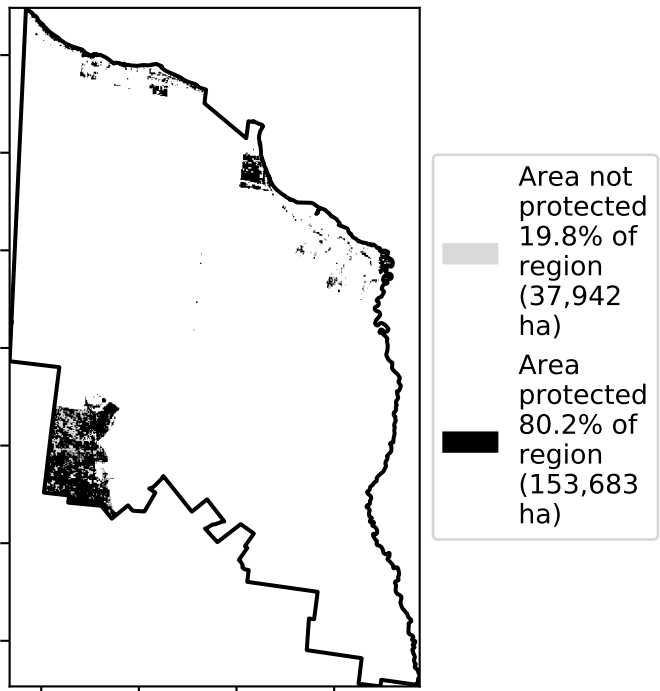 Area not
protected
19.8% of
region
(37,942
ha)
Area
protected
80.2% of
region
(153,683
ha)